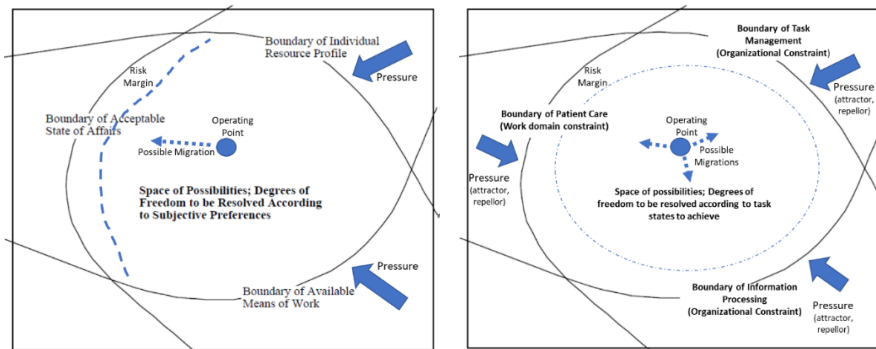 Boundary of Individual
Resource Profile
Pressure
Risk
Margin
Boundary of Acceptable
State of Affairs
Operating
Point
Possible Migration
Space of Possibilities; Degrees of
Freedom to be Resolved According
to Subjective Preferences
Pressure
Boundary of Available
Means of Work
Boundary of Task
Management
(Organizational Constraint)
Pressure
(attractor,
repellor)
Risk
Margin
Boundary of Patient Care
(Work domain constraint)
Operating
Point
Possible
Migrations
Pressure
(attractor,
repellor)
Space of possibilities; Degrees of
freedom to be resolved according to task
states to achieve
Boundary of Information
Processing
(Organizational Constraint)
Pressure
(attractor,
repellor)